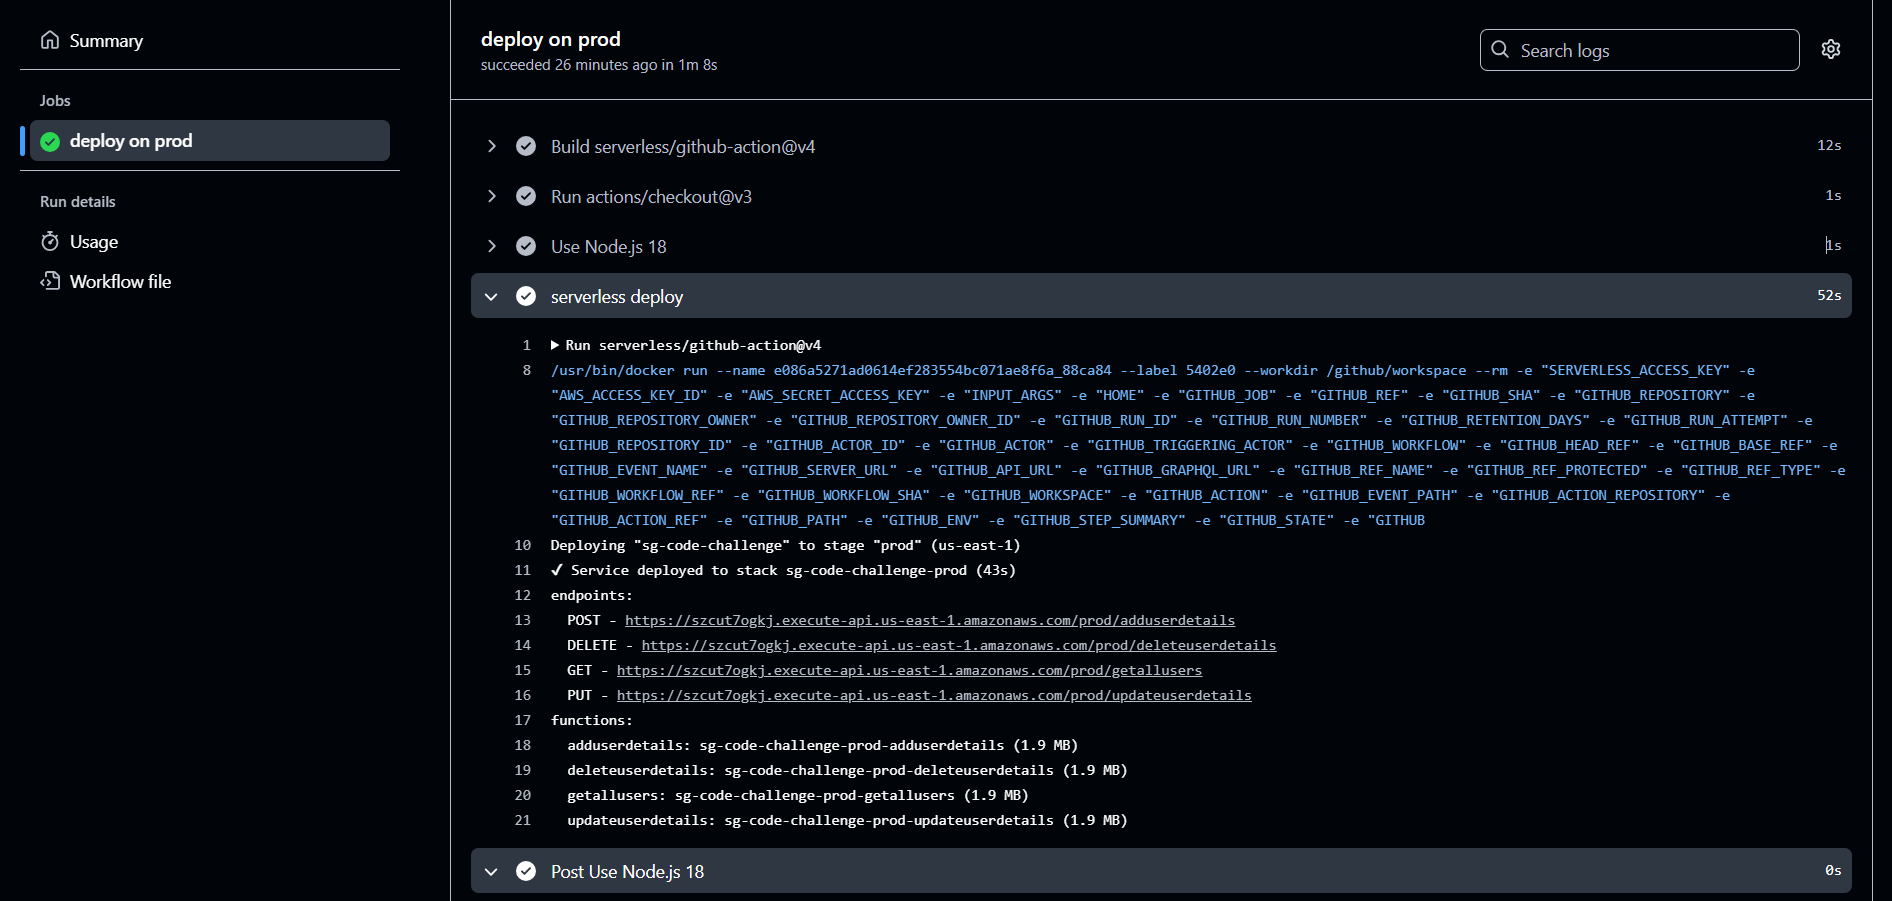 Summary
Jobs
deploy on prod
Run details
Usage
Workflow file
deploy on prod
succeeded 26 minutes ago in 1m 8s
Search logs
Build serverless/github-action@v4 12s
Run actions/checkout@v3 1s
Use Node.js 18 1s
serverless deploy 52s
1 ▶ Run serverless/github-action@v4
8 /usr/bin/docker run --name e086a5271ad0614ef283554bc071ae8f6a_88ca84 --label 5402e0 --workdir /github/workspace --rm -e "SERVERLESS_ACCESS_KEY" -e
"AWS_ACCESS_KEY_ID" -e "AWS_SECRET_ACCESS_KEY" -e "INPUT_ARGS" -e "HOME" -e "GITHUB_JOB" -e "GITHUB_REF" -e "GITHUB_SHA" -e "GITHUB_REPOSITORY" -e
"GITHUB_REPOSITORY_OWNER" -e "GITHUB_REPOSITORY_OWNER_ID" -e "GITHUB_RUN_ID" -e "GITHUB_RUN_NUMBER" -e "GITHUB_RETENTION_DAYS" -e "GITHUB_RUN_ATTEMPT" -e
"GITHUB_REPOSITORY_ID" -e "GITHUB_ACTOR_ID" -e "GITHUB_ACTOR" -e "GITHUB_TRIGGERING_ACTOR" -e "GITHUB_WORKFLOW" -e "GITHUB_HEAD_REF" -e "GITHUB_BASE_REF" -e
"GITHUB_EVENT_NAME" -e "GITHUB_SERVER_URL" -e "GITHUB_API_URL" -e "GITHUB_GRAPHQL_URL" -e "GITHUB_REF_NAME" -e "GITHUB_REF_PROTECTED" -e "GITHUB_REF_TYPE" -e
"GITHUB_WORKFLOW_REF" -e "GITHUB_WORKFLOW_SHA" -e "GITHUB_WORKSPACE" -e "GITHUB_ACTION" -e "GITHUB_EVENT_PATH" -e "GITHUB_ACTION_REPOSITORY" -e
"GITHUB_ACTION_REF" -e "GITHUB_PATH" -e "GITHUB_ENV" -e "GITHUB_STEP_SUMMARY" -e "GITHUB_STATE" -e "GITHUB
10 Deploying "sg-code-challenge" to stage "prod" (us-east-1)
11 ✔ Service deployed to stack sg-code-challenge-prod (43s)
12 endpoints:
13 POST - https://szcut7ogkj.execute-api.us-east-1.amazonaws.com/prod/adduserdetails
14 DELETE - https://szcut7ogkj.execute-api.us-east-1.amazonaws.com/prod/deleteuserdetails
15 GET - https://szcut7ogkj.execute-api.us-east-1.amazonaws.com/prod/getallusers
16 PUT - https://szcut7ogkj.execute-api.us-east-1.amazonaws.com/prod/updateuserdetails
17 functions:
18 adduserdetails: sg-code-challenge-prod-adduserdetails (1.9 MB)
19 deleteuserdetails: sg-code-challenge-prod-deleteuserdetails (1.9 MB)
20 getallusers: sg-code-challenge-prod-getallusers (1.9 MB)
21 updateuserdetails: sg-code-challenge-prod-updateuserdetails (1.9 MB)
Post Use Node.js 18 0s